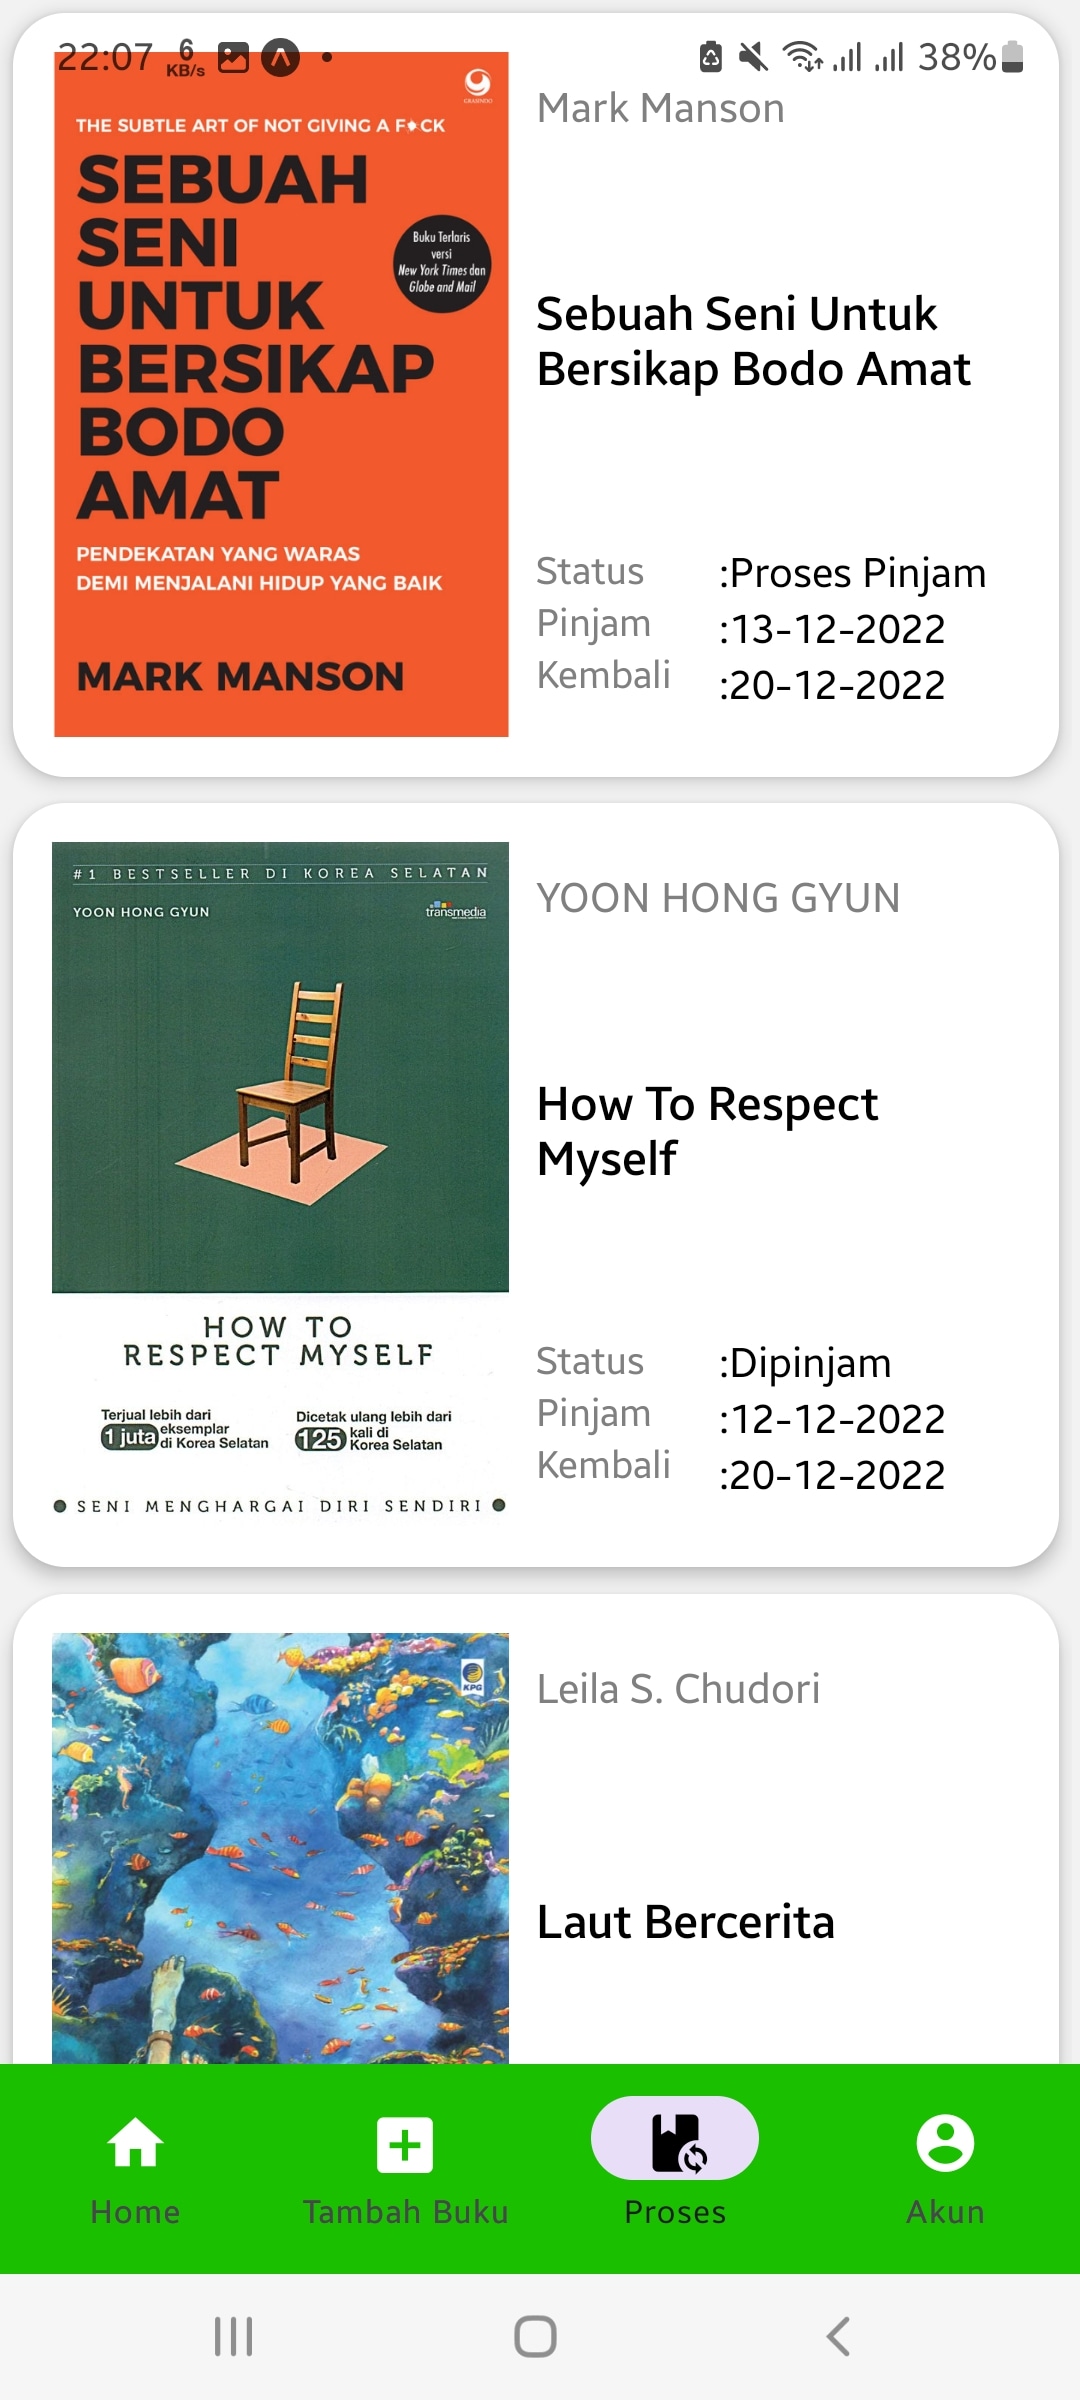 22:07 6 KB/s 38%
GRASINDO
THE SUBTLE ART OF NOT GIVING A F*CK
SEBUAH
SENI
UNTUK
BERSIKAP
BODO
AMAT
Buku Terlaris
versi
New York Times dan
Globe and Mail
PENDEKATAN YANG WARAS
DEMI MENJALANI HIDUP YANG BAIK
MARK MANSON
Mark Manson
Sebuah Seni Untuk
Bersikap Bodo Amat
Status :Proses Pinjam
Pinjam :13-12-2022
Kembali :20-12-2022
#1 BESTSELLER DI KOREA SELATAN
YOON HONG GYUN
transmedia
HOW TO
RESPECT MYSELF
Terjual lebih dari
1 juta eksemplar
di Korea Selatan
Dicetak ulang lebih dari
125 kali di
Korea Selatan
SENI MENGHARGAI DIRI SENDIRI
YOON HONG GYUN
How To Respect
Myself
Status :Dipinjam
Pinjam :12-12-2022
Kembali :20-12-2022
KPG
Leila S. Chudori
Laut Bercerita
Home Tambah Buku Proses Akun